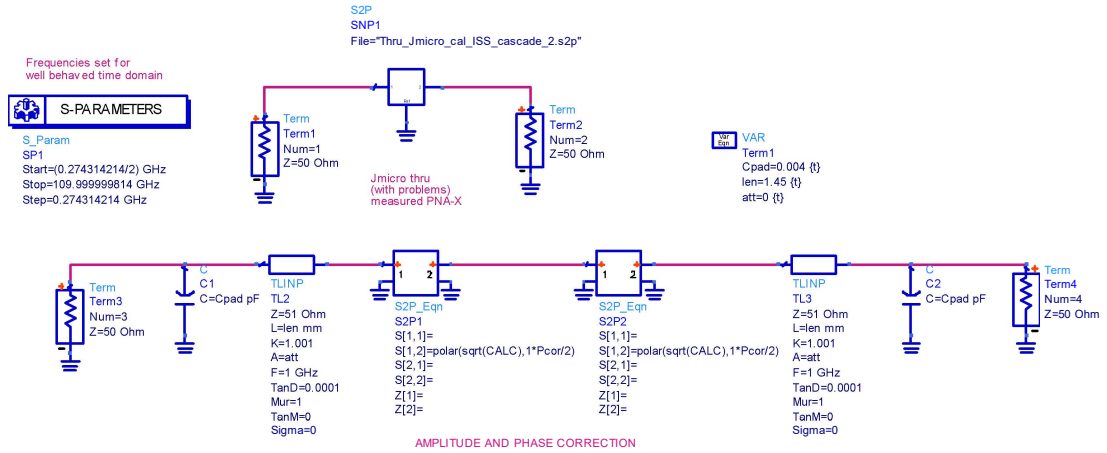 S2P
SNP1
File="Thru_Jmicro_cal_ISS_cascade_2.s2p"
Frequencies set for
well behaved time domain
S-PARAMETERS
S_Param
SP1
Start=(0.274314214/2) GHz
Stop=109.999999814 GHz
Step=0.274314214 GHz
Term
Term1
Num=1
Z=50 Ohm
1
2
Ref
Term
Term2
Num=2
Z=50 Ohm
Jmicro thru
(with problems)
measured PNA-X
Var
Eqn
VAR
Term1
Cpad=0.004 {t}
len=1.45 {t}
att=0 {t}
Term
Term3
Num=3
Z=50 Ohm
C
C1
C=Cpad pF
TLINP
TL2
Z=51 Ohm
L=len mm
K=1.001
A=att
F=1 GHz
TanD=0.0001
Mur=1
TanM=0
Sigma=0
1
2
S2P_Eqn
S2P1
S[1,1]=
S[1,2]=polar(sqrt(CALC),1*Pcor/2)
S[2,1]=
S[2,2]=
Z[1]=
Z[2]=
1
2
S2P_Eqn
S2P2
S[1,1]=
S[1,2]=polar(sqrt(CALC),1*Pcor/2)
S[2,1]=
S[2,2]=
Z[1]=
Z[2]=
TLINP
TL3
Z=51 Ohm
L=len mm
K=1.001
A=att
F=1 GHz
TanD=0.0001
Mur=1
TanM=0
Sigma=0
C
C2
C=Cpad pF
Term
Term4
Num=4
Z=50 Ohm
AMPLITUDE AND PHASE CORRECTION